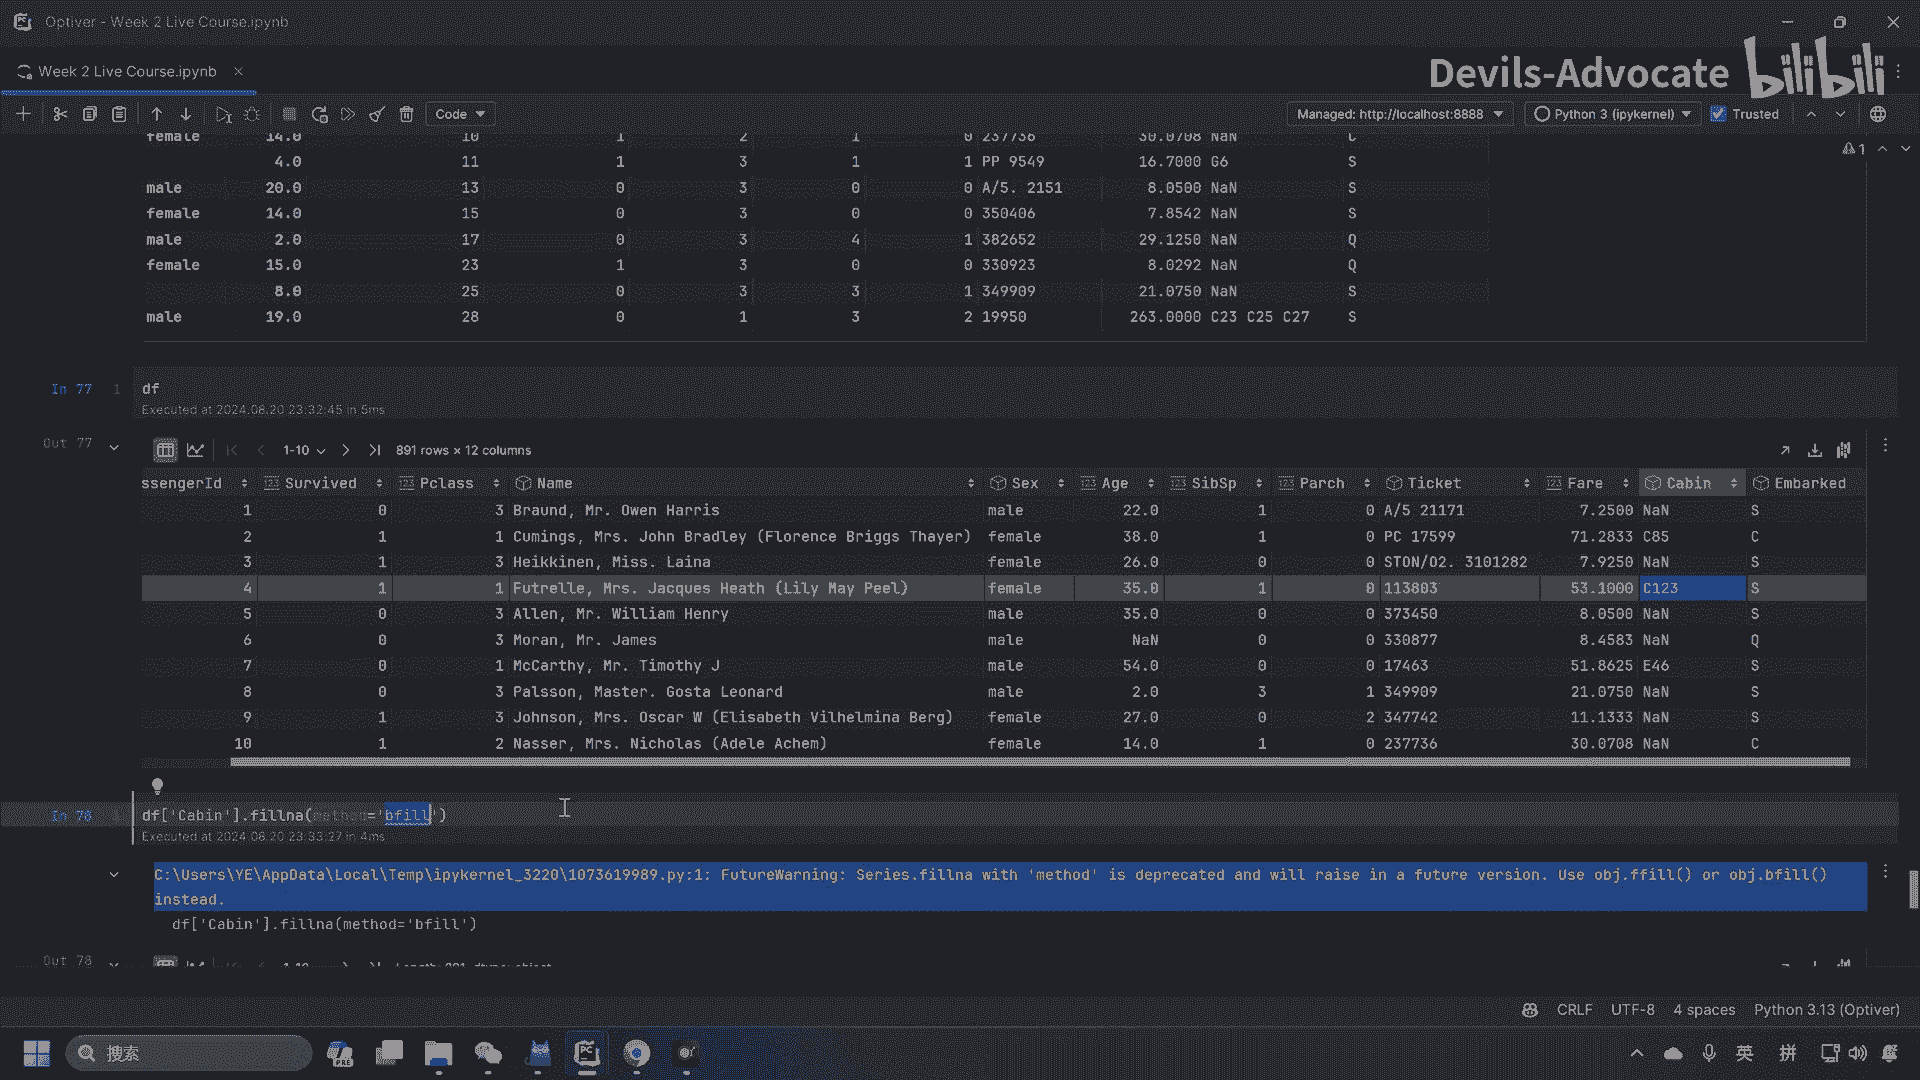 Optiver - Week 2 Live Course.ipynb
Week 2 Live Course.ipynb
Devils-Advocate bilibili
Code
Managed: http://localhost:8888 Python 3 (ipykernel) Trusted
female 14.0 10 1 2 1 0 237736 30.0708 NaN C
4.0 11 1 3 1 1 PP 9549 16.7000 G6 S
male 20.0 13 0 3 0 0 A/5. 2151 8.0500 NaN S
female 14.0 15 0 3 0 0 350406 7.8542 NaN S
male 2.0 17 0 3 4 1 382652 29.1250 NaN Q
female 15.0 23 1 3 0 0 330923 8.0292 NaN Q
8.0 25 0 3 3 1 349909 21.0750 NaN S
male 19.0 28 0 1 3 2 19950 263.0000 C23 C25 C27 S
1
In 77 1 df
Executed at 2024.08.20 23:32:45 in 5ms
Out 77 1-10 891 rows × 12 columns
ssengerId Survived Pclass Name Sex Age SibSp Parch Ticket Fare Cabin Embarked
1 0 3 Braund, Mr. Owen Harris male 22.0 1 0 A/5 21171 7.2500 NaN S
2 1 1 Cumings, Mrs. John Bradley (Florence Briggs Thayer) female 38.0 1 0 PC 17599 71.2833 C85 C
3 1 3 Heikkinen, Miss. Laina female 26.0 0 0 STON/O2. 3101282 7.9250 NaN S
4 1 1 Futrelle, Mrs. Jacques Heath (Lily May Peel) female 35.0 1 0 113803 53.1000 C123 S
5 0 3 Allen, Mr. William Henry male 35.0 0 0 373450 8.0500 NaN S
6 0 3 Moran, Mr. James male NaN 0 0 330877 8.4583 NaN Q
7 0 1 McCarthy, Mr. Timothy J male 54.0 0 0 17463 51.8625 E46 S
8 0 3 Palsson, Master. Gosta Leonard male 2.0 3 1 349909 21.0750 NaN S
9 1 3 Johnson, Mrs. Oscar W (Elisabeth Vilhelmina Berg) female 27.0 0 2 347742 11.1333 NaN S
10 1 2 Nasser, Mrs. Nicholas (Adele Achem) female 14.0 1 0 237736 30.0708 NaN C
In 78 1 df['Cabin'].fillna(method='bfill')
Executed at 2024.08.20 23:33:27 in 4ms
C:\Users\YE\AppData\Local\Temp\ipykernel_3220\1073619989.py:1: FutureWarning: Series.fillna with 'method' is deprecated and will raise in a future version. Use obj.ffill() or obj.bfill()
instead.
df['Cabin'].fillna(method='bfill')
Out 78 1-10 Length: 891, dtype: object
CRLF UTF-8 4 spaces Python 3.13 (Optiver)
搜索 PRE PC 英 拼